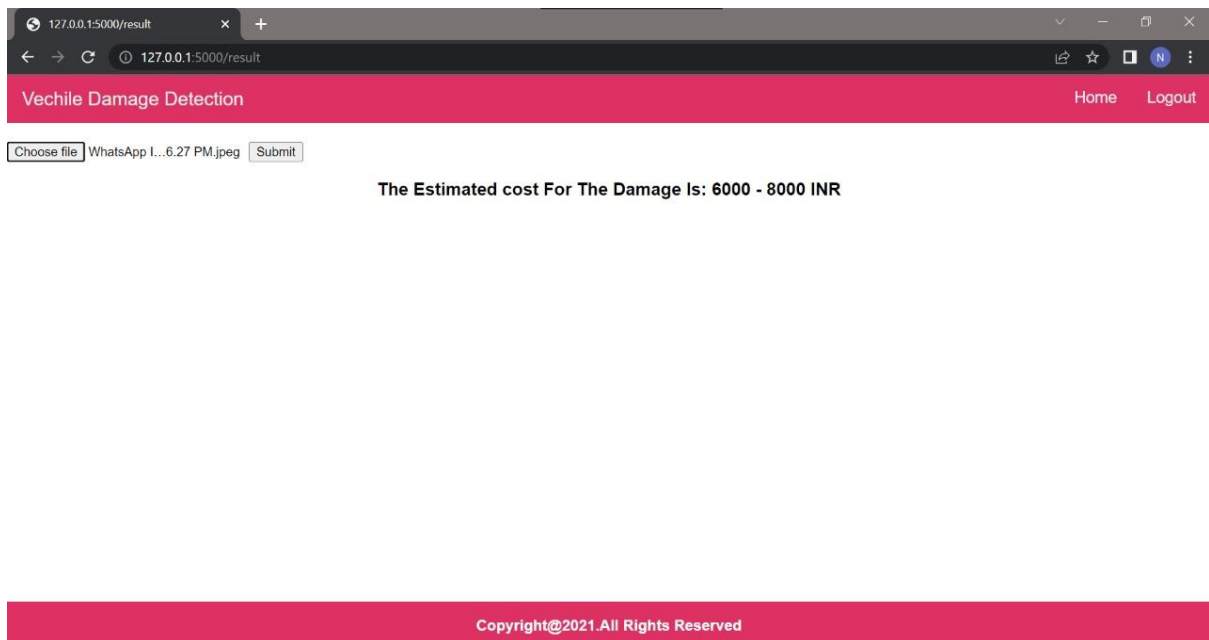 127.0.0.1:5000/result
127.0.0.1:5000/result
N
Vechile Damage Detection Home Logout
Choose file WhatsApp I...6.27 PM.jpeg Submit
The Estimated cost For The Damage Is: 6000 - 8000 INR
Copyright@2021.All Rights Reserved